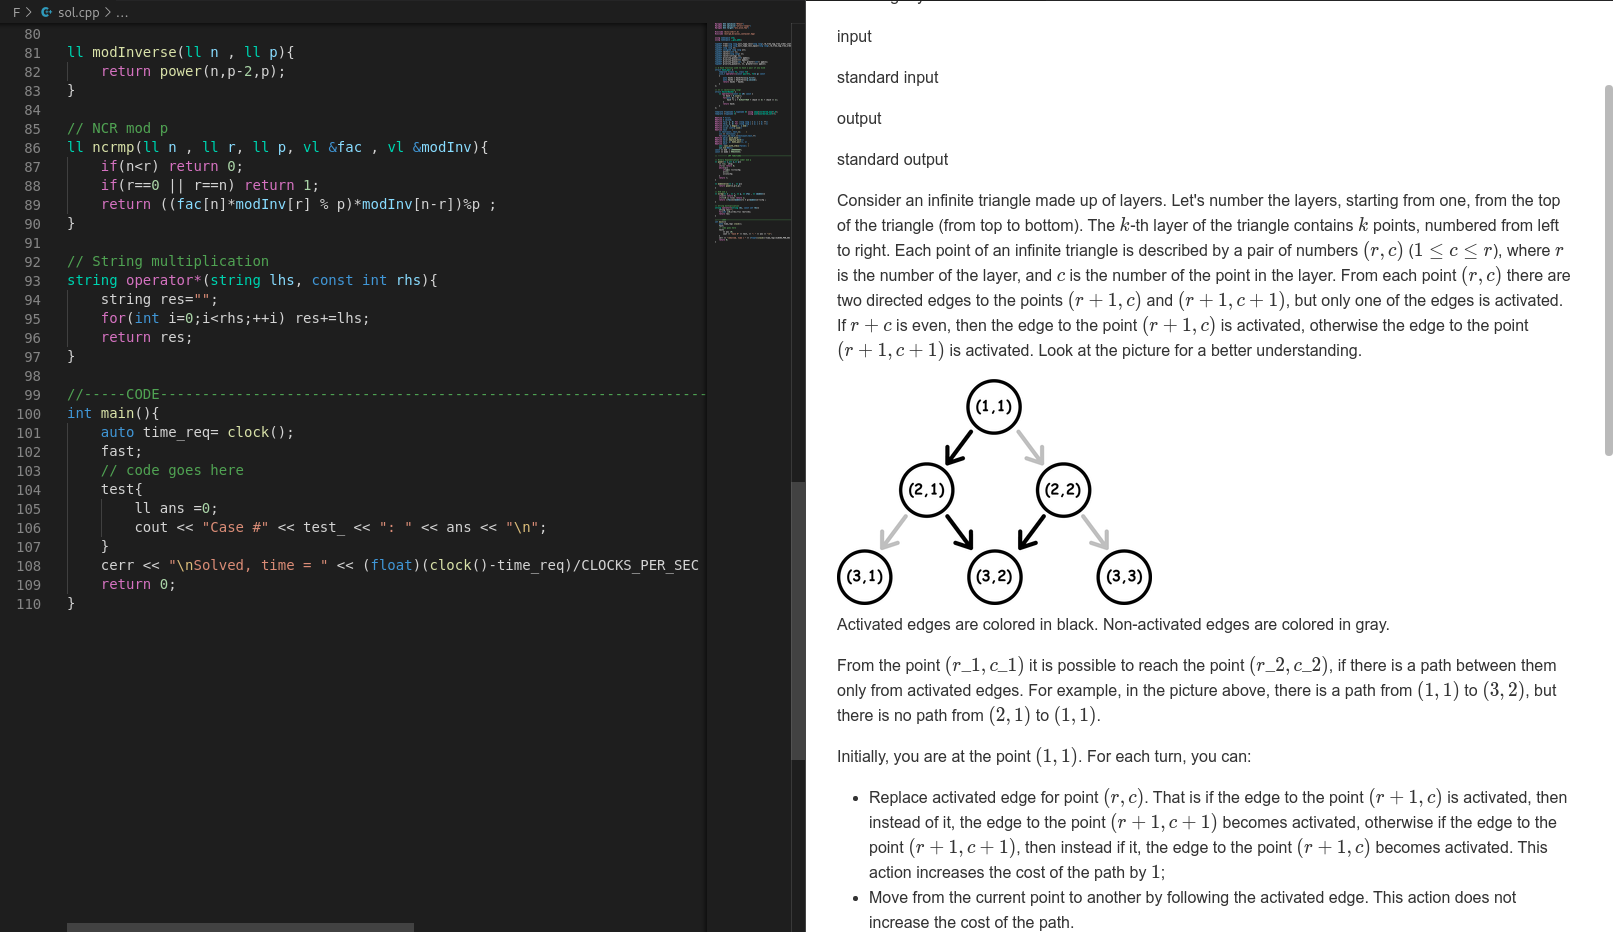 F > sol.cpp > ...
80
81 ll modInverse(ll n , ll p){
82 return power(n,p-2,p);
83 }
84
85 // NCR mod p
86 ll ncrmp(ll n , ll r, ll p, vl &fac , vl &modInv){
87 if(n<r) return 0;
88 if(r==0 || r==n) return 1;
89 return ((fac[n]*modInv[r] % p)*modInv[n-r])%p ;
90 }
91
92 // String multiplication
93 string operator*(string lhs, const int rhs){
94 string res="";
95 for(int i=0;i<rhs;++i) res+=lhs;
96 return res;
97 }
98
99 //-----CODE-----------------------------------------------------------------
100 int main(){
101 auto time_req= clock();
102 fast;
103 // code goes here
104 test{
105 ll ans =0;
106 cout << "Case #" << test_ << ": " << ans << "\n";
107 }
108 cerr << "\nSolved, time = " << (float)(clock()-time_req)/CLOCKS_PER_SEC
109 return 0;
110 }
input
standard input
output
standard output
Consider an infinite triangle made up of layers. Let's number the layers, starting from one, from the top
of the triangle (from top to bottom). The k-th layer of the triangle contains k points, numbered from left
to right. Each point of an infinite triangle is described by a pair of numbers (r, c) (1 ≤ c ≤ r), where r
is the number of the layer, and c is the number of the point in the layer. From each point (r, c) there are
two directed edges to the points (r + 1, c) and (r + 1, c + 1), but only one of the edges is activated.
If r + c is even, then the edge to the point (r + 1, c) is activated, otherwise the edge to the point
(r + 1, c + 1) is activated. Look at the picture for a better understanding.
(1,1)
(2,1) (2,2)
(3,1) (3,2) (3,3)
Activated edges are colored in black. Non-activated edges are colored in gray.
From the point (r_1, c_1) it is possible to reach the point (r_2, c_2), if there is a path between them
only from activated edges. For example, in the picture above, there is a path from (1, 1) to (3, 2), but
there is no path from (2, 1) to (1, 1).
Initially, you are at the point (1, 1). For each turn, you can:
• Replace activated edge for point (r, c). That is if the edge to the point (r + 1, c) is activated, then
instead of it, the edge to the point (r + 1, c + 1) becomes activated, otherwise if the edge to the
point (r + 1, c + 1), then instead if it, the edge to the point (r + 1, c) becomes activated. This
action increases the cost of the path by 1;
• Move from the current point to another by following the activated edge. This action does not
increase the cost of the path.